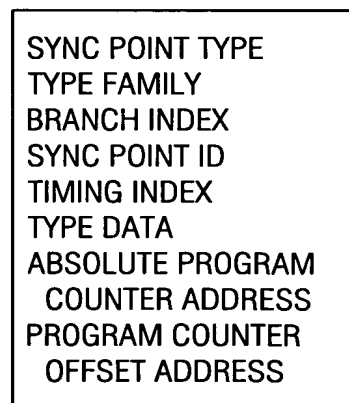 SYNC POINT TYPE
TYPE FAMILY
BRANCH INDEX
SYNC POINT ID
TIMING INDEX
TYPE DATA
ABSOLUTE PROGRAM
COUNTER ADDRESS
PROGRAM COUNTER
OFFSET ADDRESS